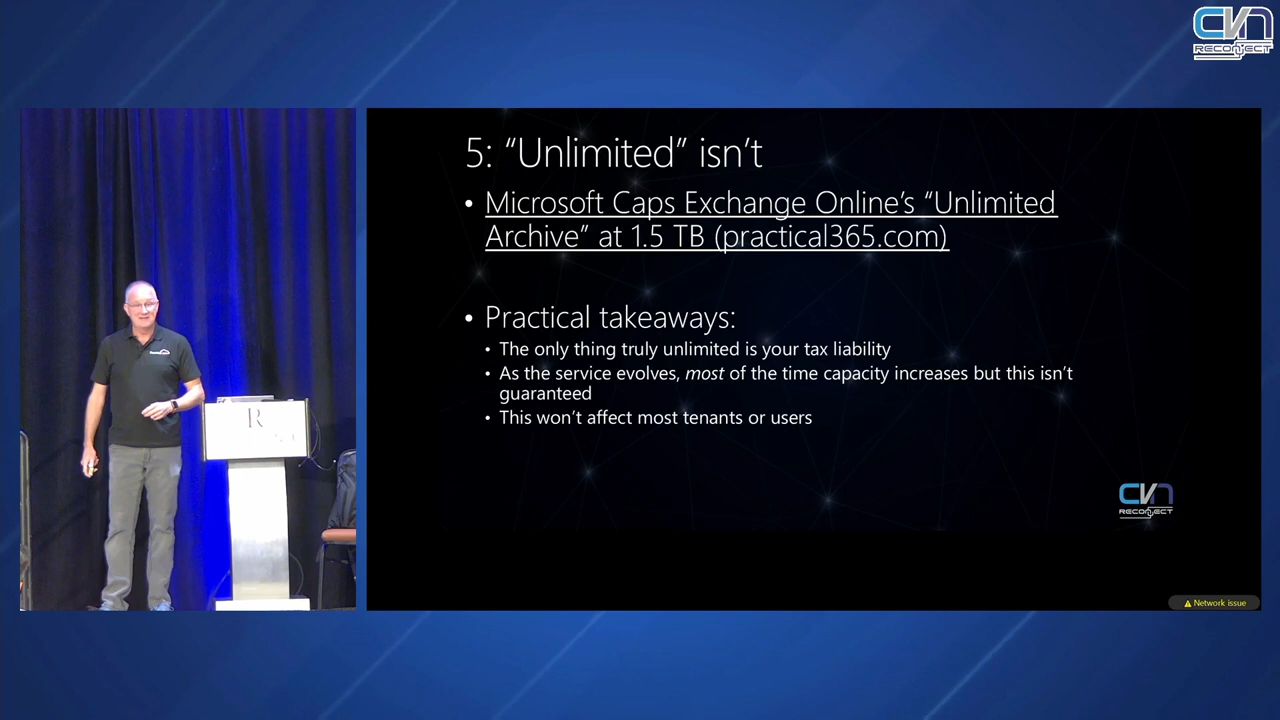 CVN
RECONJECT
5: “Unlimited” isn’t
• Microsoft Caps Exchange Online’s “Unlimited
Archive” at 1.5 TB (practical365.com)
• Practical takeaways:
• The only thing truly unlimited is your tax liability
• As the service evolves, most of the time capacity increases but this isn’t
guaranteed
• This won’t affect most tenants or users
R
CVN
RECONJECT
Network issue